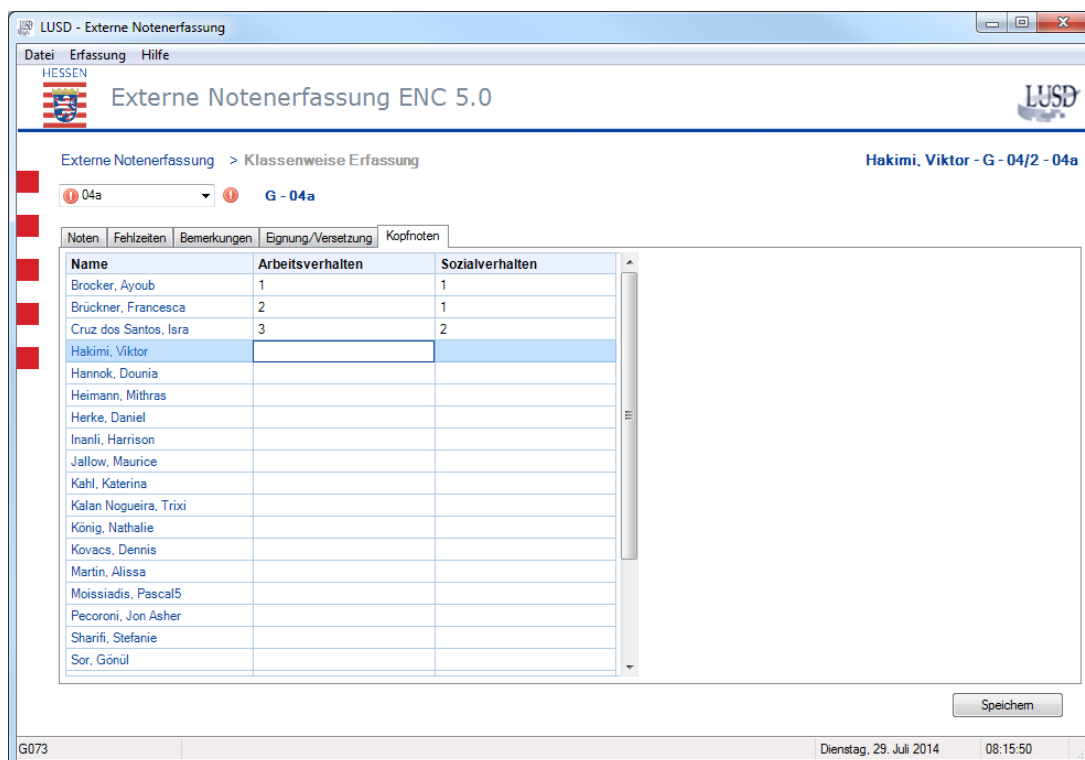 LUSD - Externe Notenerfassung
Datei Erfassung Hilfe
HESSEN
Externe Notenerfassung ENC 5.0
LUSD
Externe Notenerfassung > Klassenweise Erfassung
Hakimi, Viktor - G - 04/2 - 04a
04a
G - 04a
Noten Fehlzeiten Bemerkungen Eignung/Versetzung Kopfnoten
Name Arbeitsverhalten Sozialverhalten
Brocker, Ayoub 1 1
Brückner, Francesca 2 1
Cruz dos Santos, Isra 3 2
Hakimi, Viktor
Hannok, Dounia
Heimann, Mithras
Herke, Daniel
Inanli, Harrison
Jallow, Maurice
Kahl, Katerina
Kalan Nogueira, Trixi
König, Nathalie
Kovacs, Dennis
Martin, Alissa
Moissiadis, Pascal5
Pecoroni, Jon Asher
Sharifi, Stefanie
Sor, Gönül
Speichern
G073 Dienstag, 29. Juli 2014 08:15:50